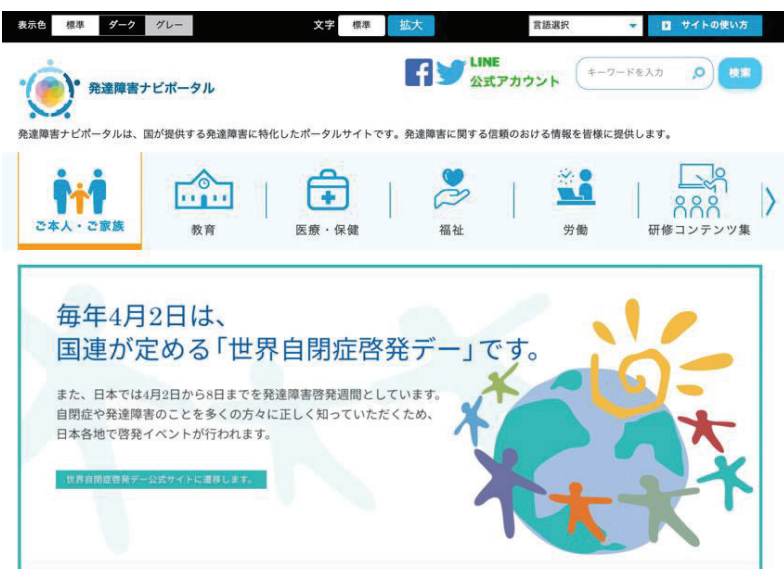 表示色 標準 ダーク グレー 文字 標準 拡大 言語選択 サイトの使い方
発達障害ナビポータル
LINE
公式アカウント
キーワードを入力 検索
発達障害ナビポータルは、国が提供する発達障害に特化したポータルサイトです。発達障害に関する信頼のおける情報を皆様に提供します。
ご本人・ご家族 教育 医療・保健 福祉 労働 研修コンテンツ集
毎年4月2日は、
国連が定める「世界自閉症啓発デー」です。
また、日本では4月2日から8日までを発達障害啓発週間としています。
自閉症や発達障害のことを多くの方々に正しく知っていただくため、
日本各地で啓発イベントが行われます。
世界自閉症啓発デー公式サイトに遷移します。